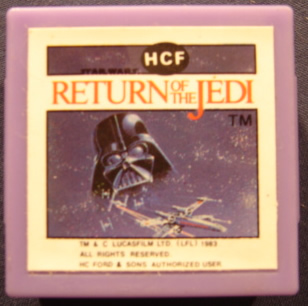 HCF
STAR WARS
RETURN OF THE JEDI
TM
TM & C LUCASFILM LTD. (LFL) 1983
ALL RIGHTS RESERVED.
HC FORD & SONS AUTHORIZED USER